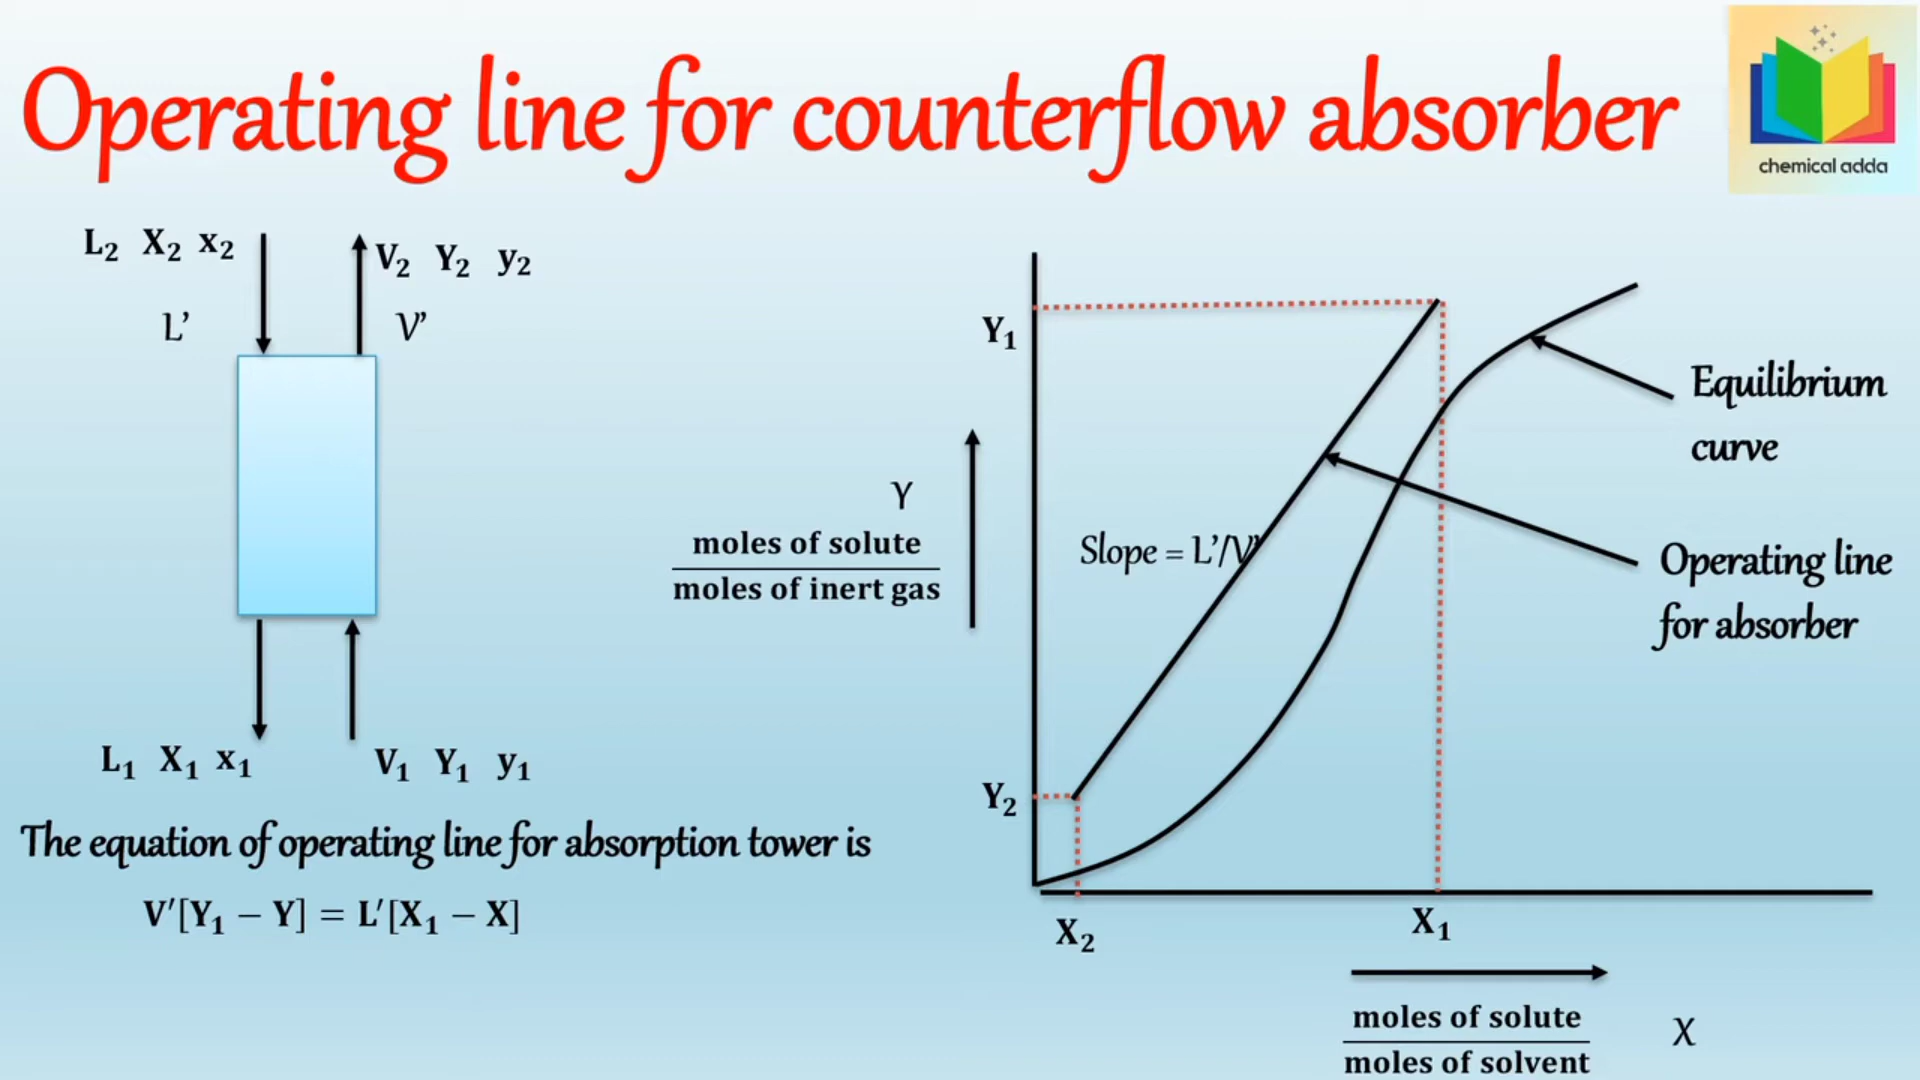 Operating line for counterflow absorber
chemical adda
L₂ X₂ x₂
V₂ Y₂ y₂
L’ V’
L₁ X₁ x₁
V₁ Y₁ y₁
The equation of operating line for absorption tower is
V′[Y₁ − Y] = L′[X₁ − X]
Y₁
Y
moles of solute
moles of inert gas
Slope = L’/V’
Equilibrium
curve
Operating line
for absorber
Y₂
X₂
X₁
moles of solute
moles of solvent
X